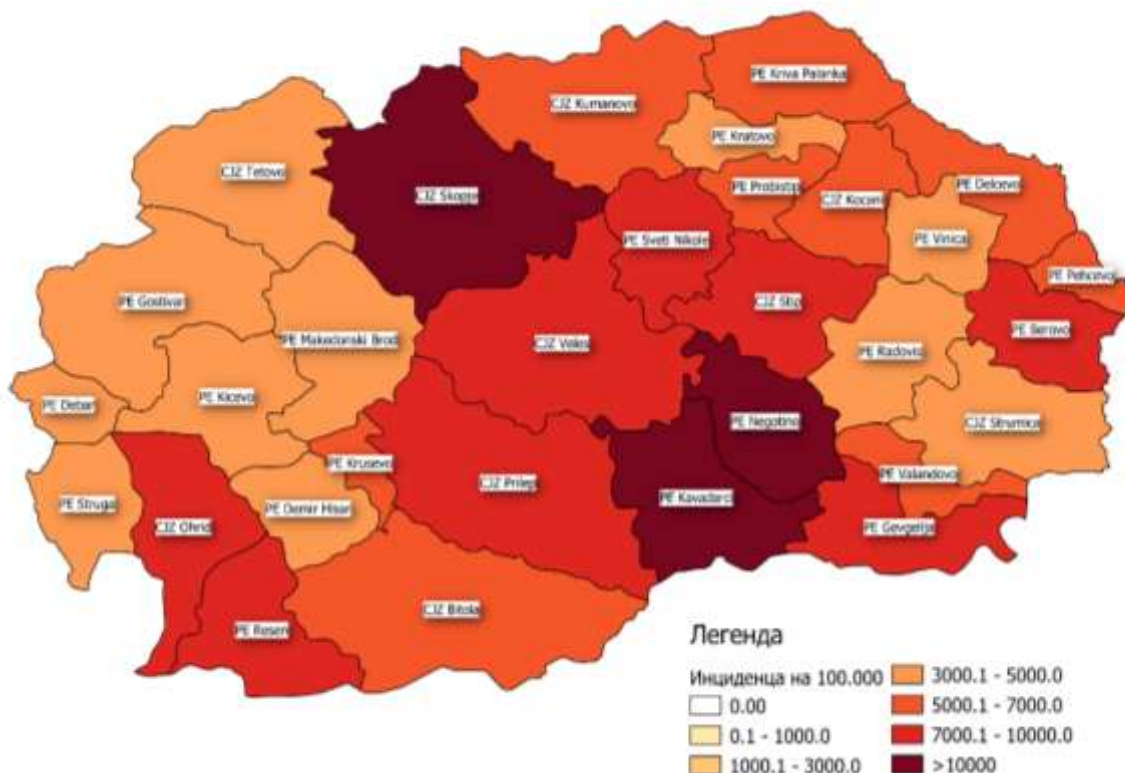 PE Kriva Palanka
CJZ Kumanovo
PE Kratovo
CJZ Tetovo
PE Probistip
PE Delcevo
CJZ Skopje
CJZ Kocani
PE Sveti Nikole
PE Vinica
PE Pehcevo
PE Gostivar
CJZ Stip
PE Berovo
PE Makedonski Brod
CJZ Veles
PE Radovis
PE Debar
PE Kicevo
PE Negotino
CJZ Strumica
PE Krusevo
PE Valandovo
CJZ Prilep
PE Struga
PE Demir Hisar
PE Kavadarci
CJZ Ohrid
PE Gevgelija
CJZ Bitola
PE Resen
Легенда
Инциденца на 100.000
0.00
0.1 - 1000.0
1000.1 - 3000.0
3000.1 - 5000.0
5000.1 - 7000.0
7000.1 - 10000.0
>10000